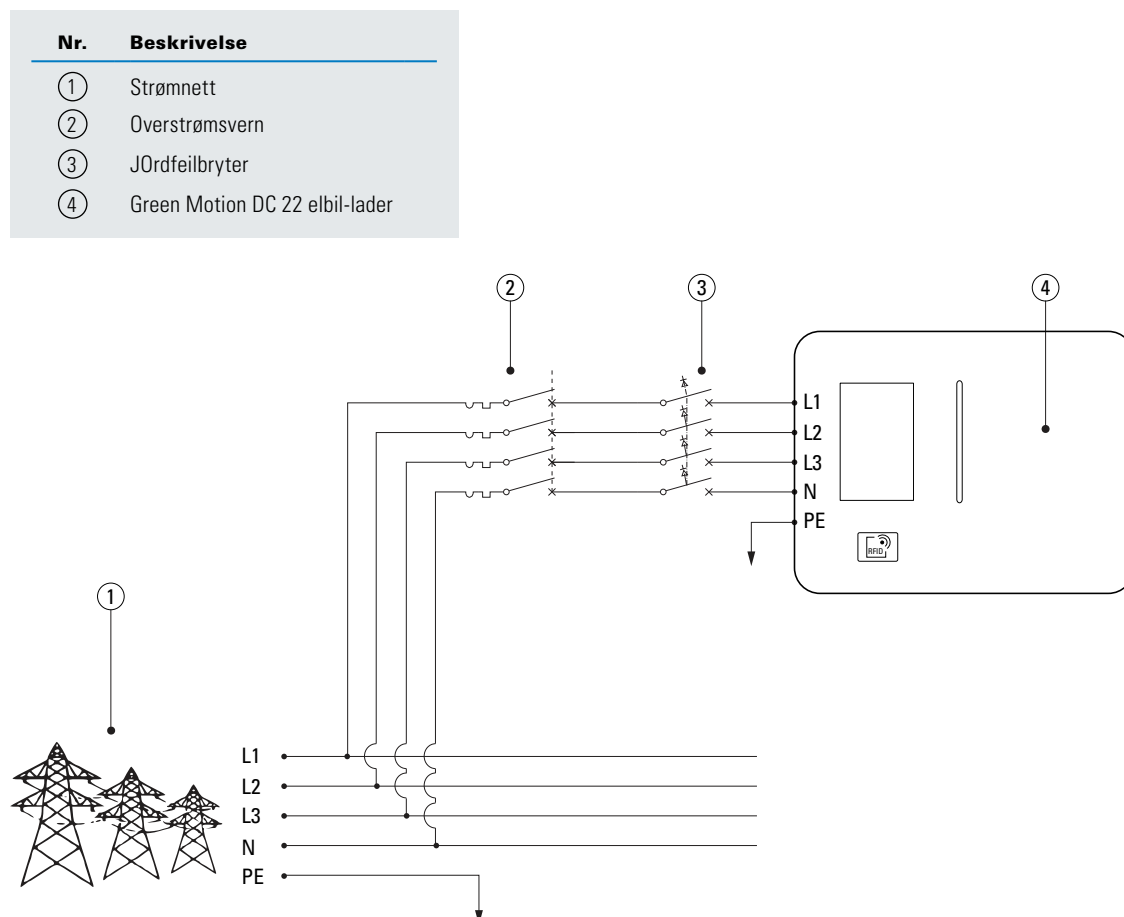 Nr. Beskrivelse
1 Strømnett
2 Overstrømsvern
3 JOrdfeilbryter
4 Green Motion DC 22 elbil-lader
2 3 4
L1
L2
L3
N
PE
RFID
1
L1
L2
L3
N
PE